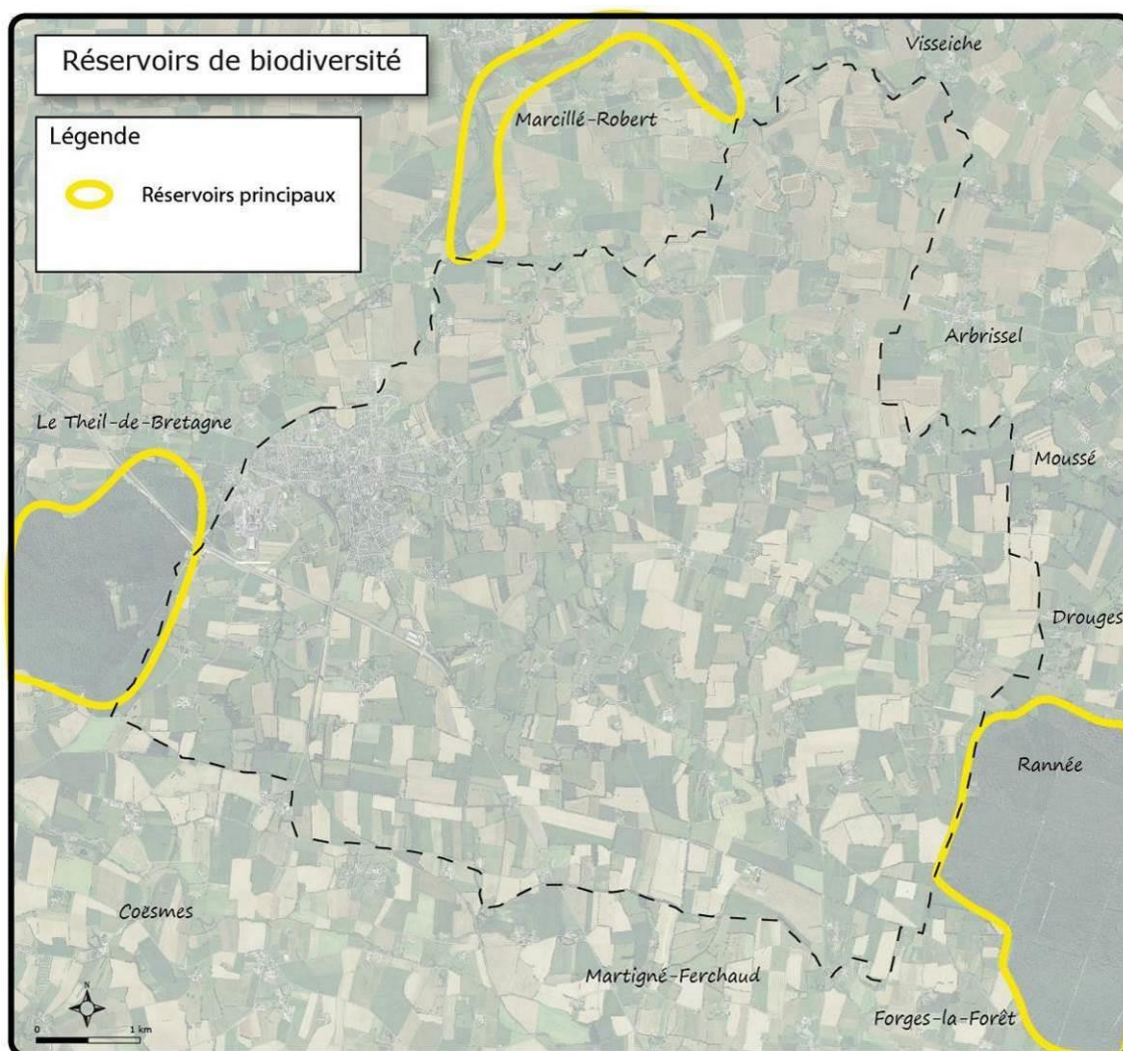 Réservoirs de biodiversité
Visseiche
Légende
Marcillé-Robert
Réservoirs principaux
Arbrissel
Le Theil-de-Bretagne
Moussé
Drouges
Rannée
Coësmes
Martigné-Ferchaud
Forges-la-Forêt
N
0 1 km